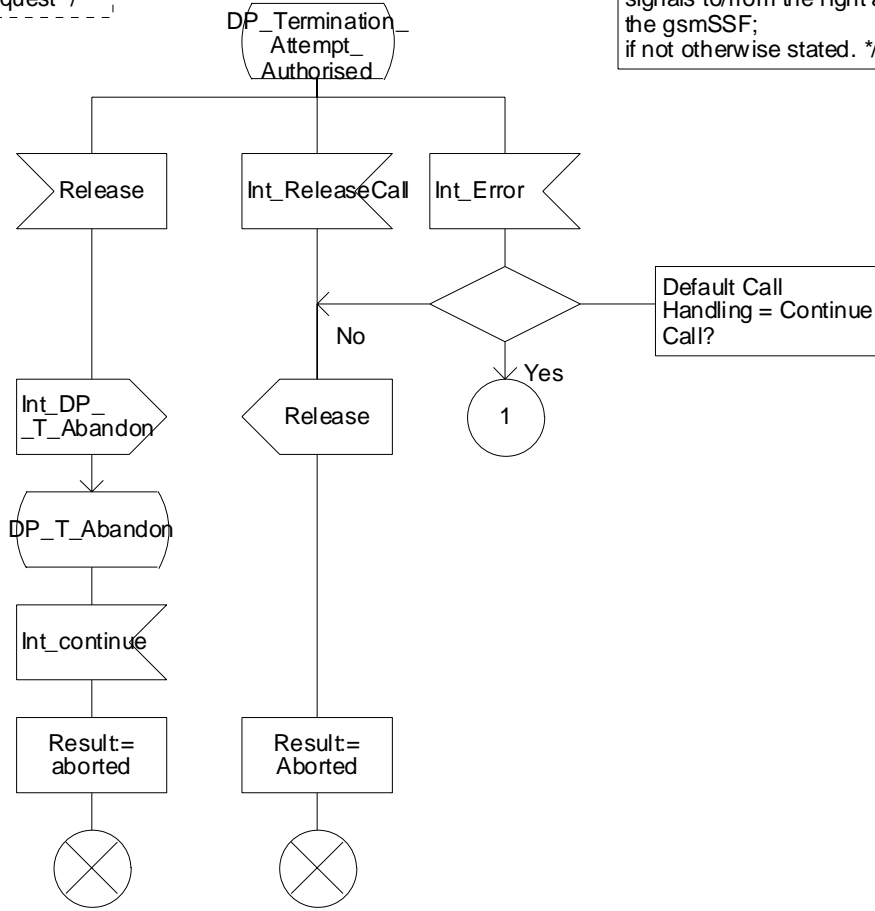 DP_Termination_
Attempt_
Authorised
signals to/from the right a
the gsmSSF;
if not otherwise stated. */
Release
Int_ReleaseCall
Int_Error
Default Call
Handling = Continue
Call?
No
Yes
Int_DP_
_T_Abandon
Release
1
DP_T_Abandon
Int_continue
Result:=
aborted
Result:=
Aborted